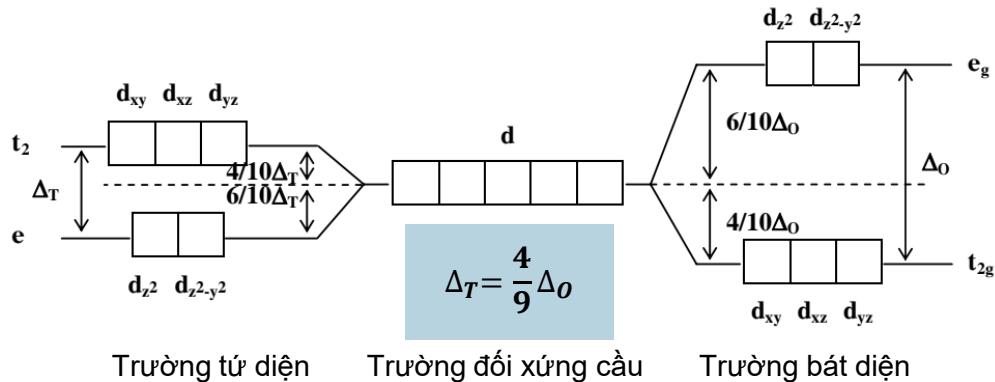 d_z² d_z²-y²
e_g
d_xy d_xz d_yz
6/10Δ_O
d
t₂
4/10Δ_T
Δ_T
Δ_O
6/10Δ_T
4/10Δ_O
e
t_2g
d_z² d_z²-y²
Δ_T = 4/9 Δ_O
d_xy d_xz d_yz
Trường tứ diện Trường đối xứng cầu Trường bát diện